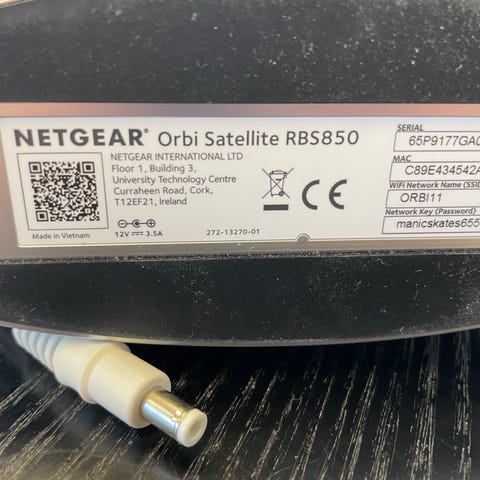 NETGEAR® Orbi Satellite RBS850
NETGEAR INTERNATIONAL LTD
Floor 1, Building 3,
University Technology Centre
Curraheen Road, Cork,
T12EF21, Ireland
Made in Vietnam
12V 3.5A
272-13270-01
CE
SERIAL
65P9177GA
MAC
C89E434542
WiFi Network Name (SSID
ORBI11
Network Key (Password)
manicskates655